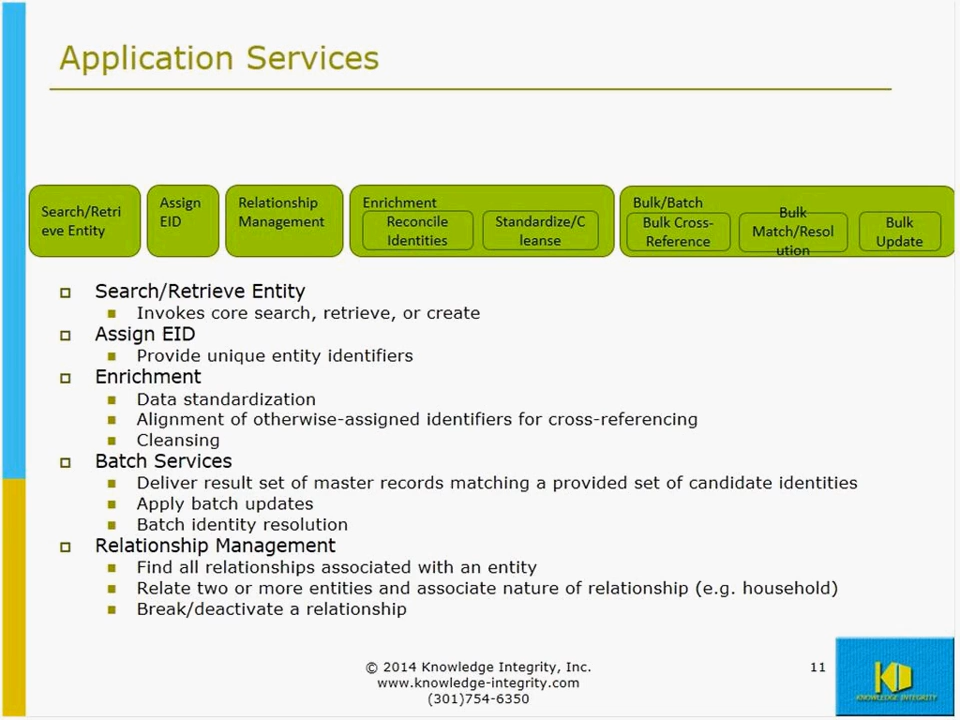 Application Services
Search/Retri
eve Entity
Assign
EID
Relationship
Management
Enrichment
Reconcile
Identities
Standardize/C
leanse
Bulk/Batch
Bulk Cross-
Reference
Bulk
Match/Resol
ution
Bulk
Update
Search/Retrieve Entity
Invokes core search, retrieve, or create
Assign EID
Provide unique entity identifiers
Enrichment
Data standardization
Alignment of otherwise-assigned identifiers for cross-referencing
Cleansing
Batch Services
Deliver result set of master records matching a provided set of candidate identities
Apply batch updates
Batch identity resolution
Relationship Management
Find all relationships associated with an entity
Relate two or more entities and associate nature of relationship (e.g. household)
Break/deactivate a relationship
© 2014 Knowledge Integrity, Inc.
www.knowledge-integrity.com
(301)754-6350
11
KNOWLEDGE INTEGRITY